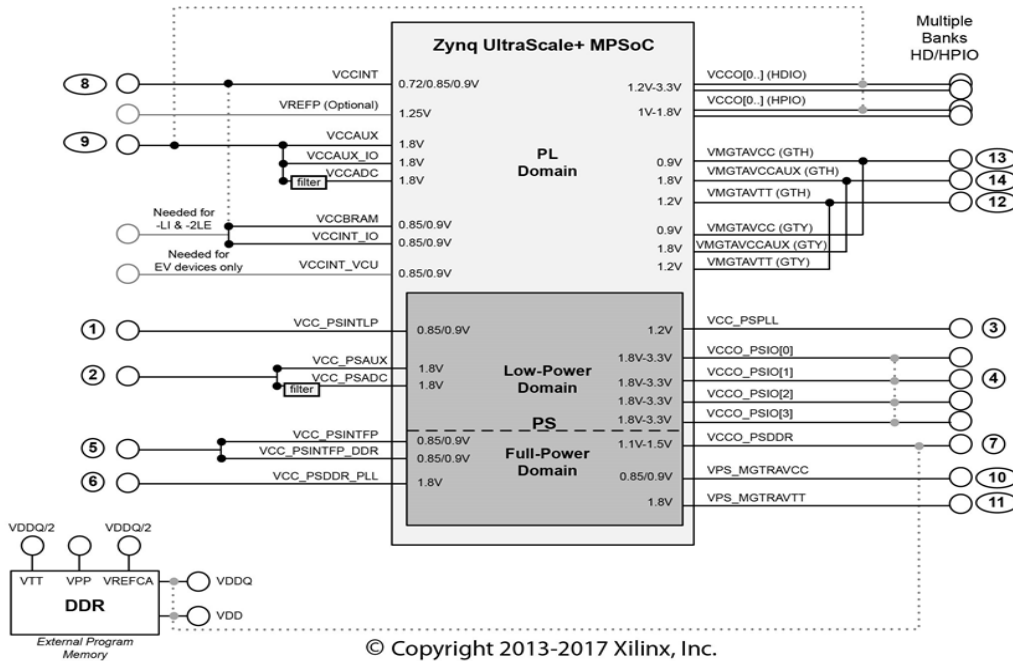 Zynq UltraScale+ MPSoC
Multiple
Banks
HD/HPIO
8
VCCINT
0.72/0.85/0.9V
VREFP (Optional)
1.25V
9
VCCAUX
1.8V
VCCAUX_IO
1.8V
filter
VCCADC
1.8V
Needed for
-LI & -2LE
VCCBRAM
0.85/0.9V
VCCINT_IO
0.85/0.9V
Needed for
EV devices only
VCCINT_VCU
0.85/0.9V
PL
Domain
1.2V-3.3V
VCCO[0..] (HDIO)
1V-1.8V
VCCO[0..] (HPIO)
0.9V
VMGTAVCC (GTH)
13
1.8V
VMGTAVCCAUX (GTH)
14
1.2V
VMGTAVTT (GTH)
12
0.9V
VMGTAVCC (GTY)
1.8V
VMGTAVCCAUX (GTY)
1.2V
VMGTAVTT (GTY)
1
VCC_PSINTLP
0.85/0.9V
2
VCC_PSAUX
1.8V
filter
VCC_PSADC
1.8V
5
VCC_PSINTFP
0.85/0.9V
VCC_PSINTFP_DDR
0.85/0.9V
6
VCC_PSDDR_PLL
1.8V
Low-Power
Domain
PS
Full-Power
Domain
1.2V
VCC_PSPLL
3
1.8V-3.3V
VCCO_PSIO[0]
1.8V-3.3V
VCCO_PSIO[1]
4
1.8V-3.3V
VCCO_PSIO[2]
1.8V-3.3V
VCCO_PSIO[3]
1.1V-1.5V
VCCO_PSDDR
7
0.85/0.9V
VPS_MGTRAVCC
10
1.8V
VPS_MGTRAVTT
11
VDDQ/2
VDDQ/2
VTT
VPP
VREFCA
DDR
VDDQ
VDD
External Program
Memory
© Copyright 2013-2017 Xilinx, Inc.